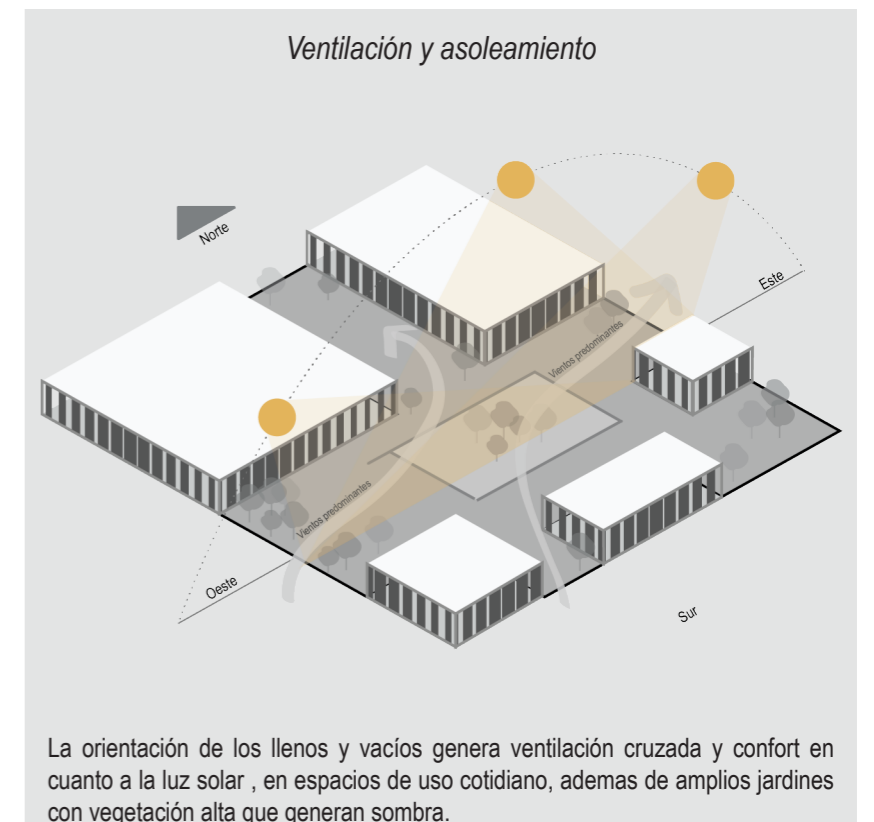 Ventilación y asoleamiento
Norte
Este
Vientos predominantes
Vientos predominantes
Oeste
Sur
La orientación de los llenos y vacíos genera ventilación cruzada y confort en
cuanto a la luz solar , en espacios de uso cotidiano, ademas de amplios jardines
con vegetación alta que generan sombra.